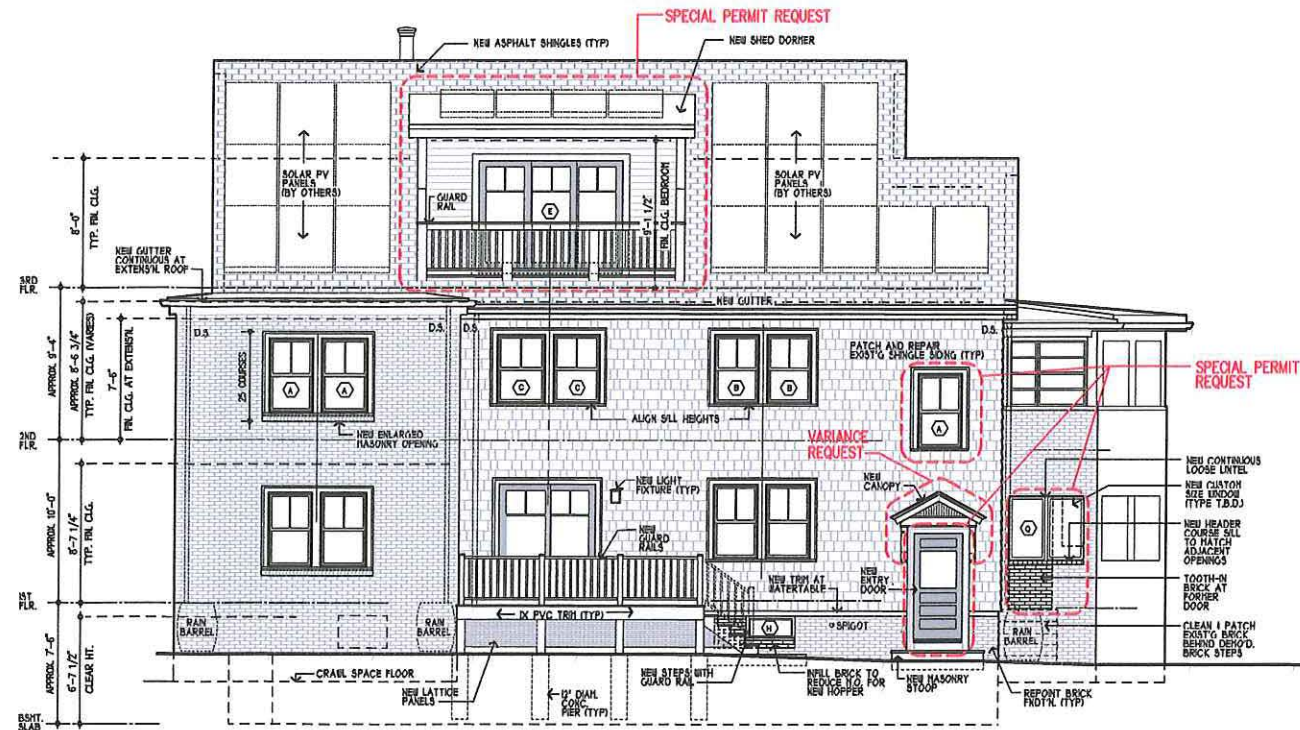 SPECIAL PERMIT REQUEST
NEW ASPHALT SHINGLES (TYP)
NEW SHED DORMER
SOLAR PV
PANELS
(BY OTHERS)
GUARD
RAIL
E
9'-1 1/2"
FIN. CLG. BEDROOM
SOLAR PV
PANELS
(BY OTHERS)
8'-0"
TYP. FIN. CLG.
NEW GUTTER
CONTINUOUS AT
EXTENS'N. ROOF
3RD
FLR.
NEW GUTTER
D.S.
D.S.
D.S.
D.S.
APPROX. 9'-4"
APPROX. 8'-6 3/4"
TYP. FIN. CLG. (VARIES)
7'-6"
FIN. CLG. AT EXTENS'N.
25 COURSES
A
A
C
C
B
B
PATCH AND REPAIR
EXIST'G SHINGLE SIDING (TYP)
A
SPECIAL PERMIT
REQUEST
ALIGN SILL HEIGHTS
NEW ENLARGED
MASONRY OPENING
2ND
FLR.
VARIANCE
REQUEST
NEW CONTINUOUS
LOOSE LINTEL
NEW
CANOPY
NEW LIGHT
FIXTURE (TYP)
NEW CUSTOM
SIZE WINDOW
(TYPE T.B.D.)
APPROX. 10'-0"
8'-7 1/4"
TYP. FIN. CLG.
NEW
GUARD
RAILS
Q
NEW HEADER
COURSE SILL
TO MATCH
ADJACENT
OPENINGS
NEW TRIM AT
WATERTABLE
NEW
ENTRY
DOOR
TOOTH-IN
BRICK AT
FORMER
DOOR
1ST
FLR.
1X PVC TRIM (TYP)
SPIGOT
RAIN
BARREL
RAIN
BARREL
H
RAIN
BARREL
CLEAN & PATCH
EXIST'G BRICK
BEHIND DEMO'D.
BRICK STEPS
APPROX. 7'-6"
6'-7 1/2"
CLEAR HT.
CRAWL SPACE FLOOR
NEW LATTICE
PANELS
12" DIAM.
CONC.
PIER (TYP)
NEW STEPS WITH
GUARD RAIL
INFILL BRICK TO
REDUCE M.O. FOR
NEW HOPPER
NEW MASONRY
STOOP
REPOINT BRICK
FNDT'N. (TYP)
BSMT.
SLAB